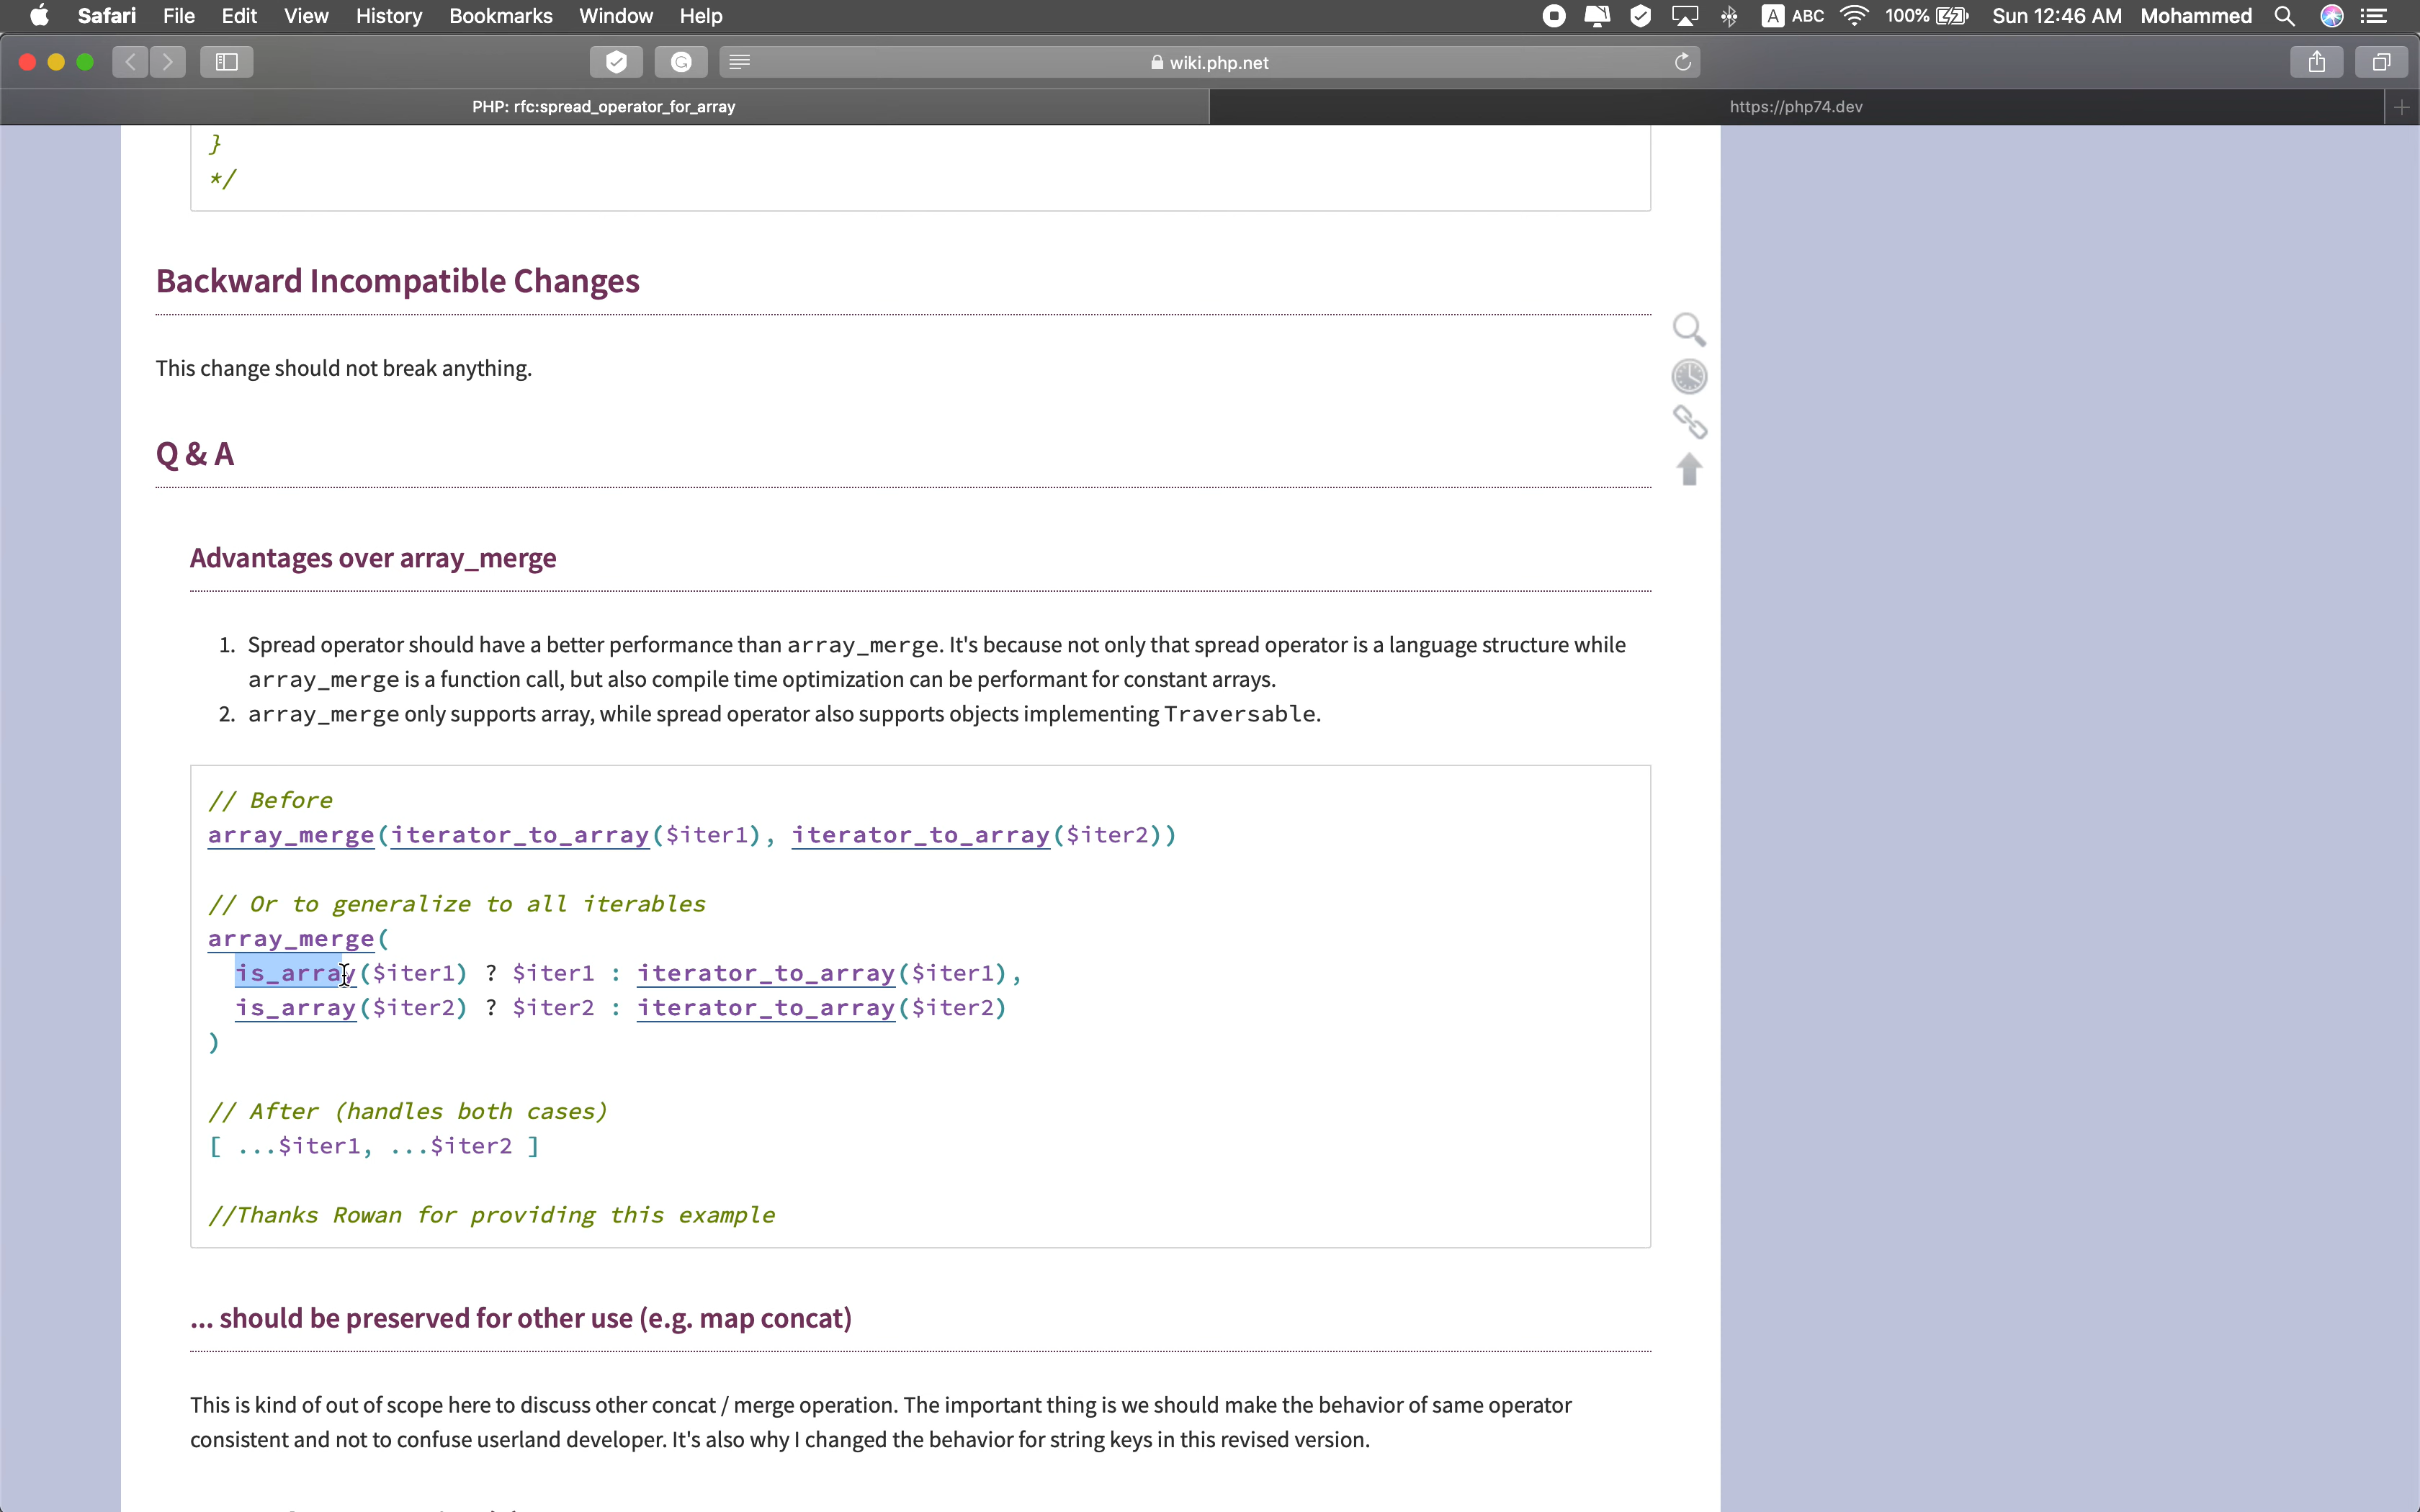 Safari File Edit View History Bookmarks Window Help A ABC 100% Sun 12:46 AM Mohammed
wiki.php.net
PHP: rfc:spread_operator_for_array https://php74.dev
}
*/
Backward Incompatible Changes
This change should not break anything.
Q & A
Advantages over array_merge
1. Spread operator should have a better performance than array_merge. It's because not only that spread operator is a language structure while
array_merge is a function call, but also compile time optimization can be performant for constant arrays.
2. array_merge only supports array, while spread operator also supports objects implementing Traversable.
// Before
array_merge(iterator_to_array($iter1), iterator_to_array($iter2))
// Or to generalize to all iterables
array_merge(
is_array($iter1) ? $iter1 : iterator_to_array($iter1),
is_array($iter2) ? $iter2 : iterator_to_array($iter2)
)
// After (handles both cases)
[ ...$iter1, ...$iter2 ]
//Thanks Rowan for providing this example
... should be preserved for other use (e.g. map concat)
This is kind of out of scope here to discuss other concat / merge operation. The important thing is we should make the behavior of same operator
consistent and not to confuse userland developer. It's also why I changed the behavior for string keys in this revised version.